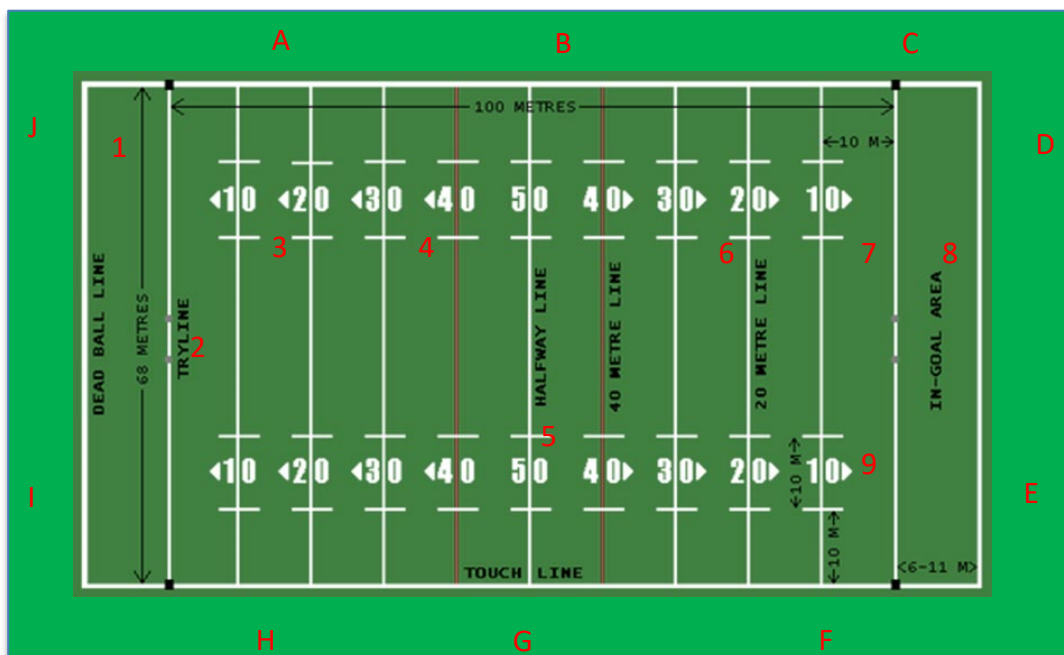 A B C
J
100 METRES
1
10 M
D
10 20 30 40 50 40 30 20 10
3 4 6 7 8
DEAD BALL LINE
68 METRES
TRYLINE
2
HALFWAY LINE
40 METRE LINE
20 METRE LINE
IN-GOAL AREA
5
10 20 30 40 50 40 30 20 10
10 M
9
I
E
10 M
TOUCH LINE
6-11 M
H G F